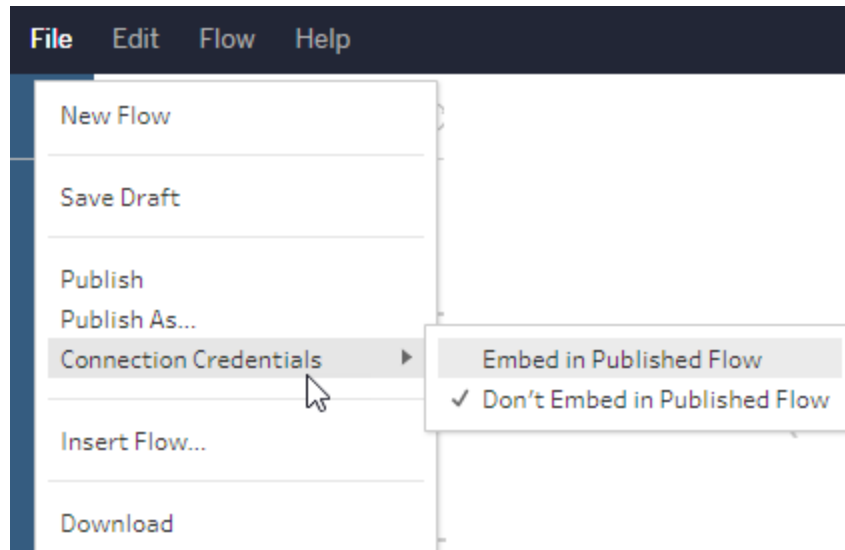 File Edit Flow Help
New Flow
Save Draft
Publish
Publish As...
Connection Credentials
Embed in Published Flow
✓ Don't Embed in Published Flow
Insert Flow...
Download